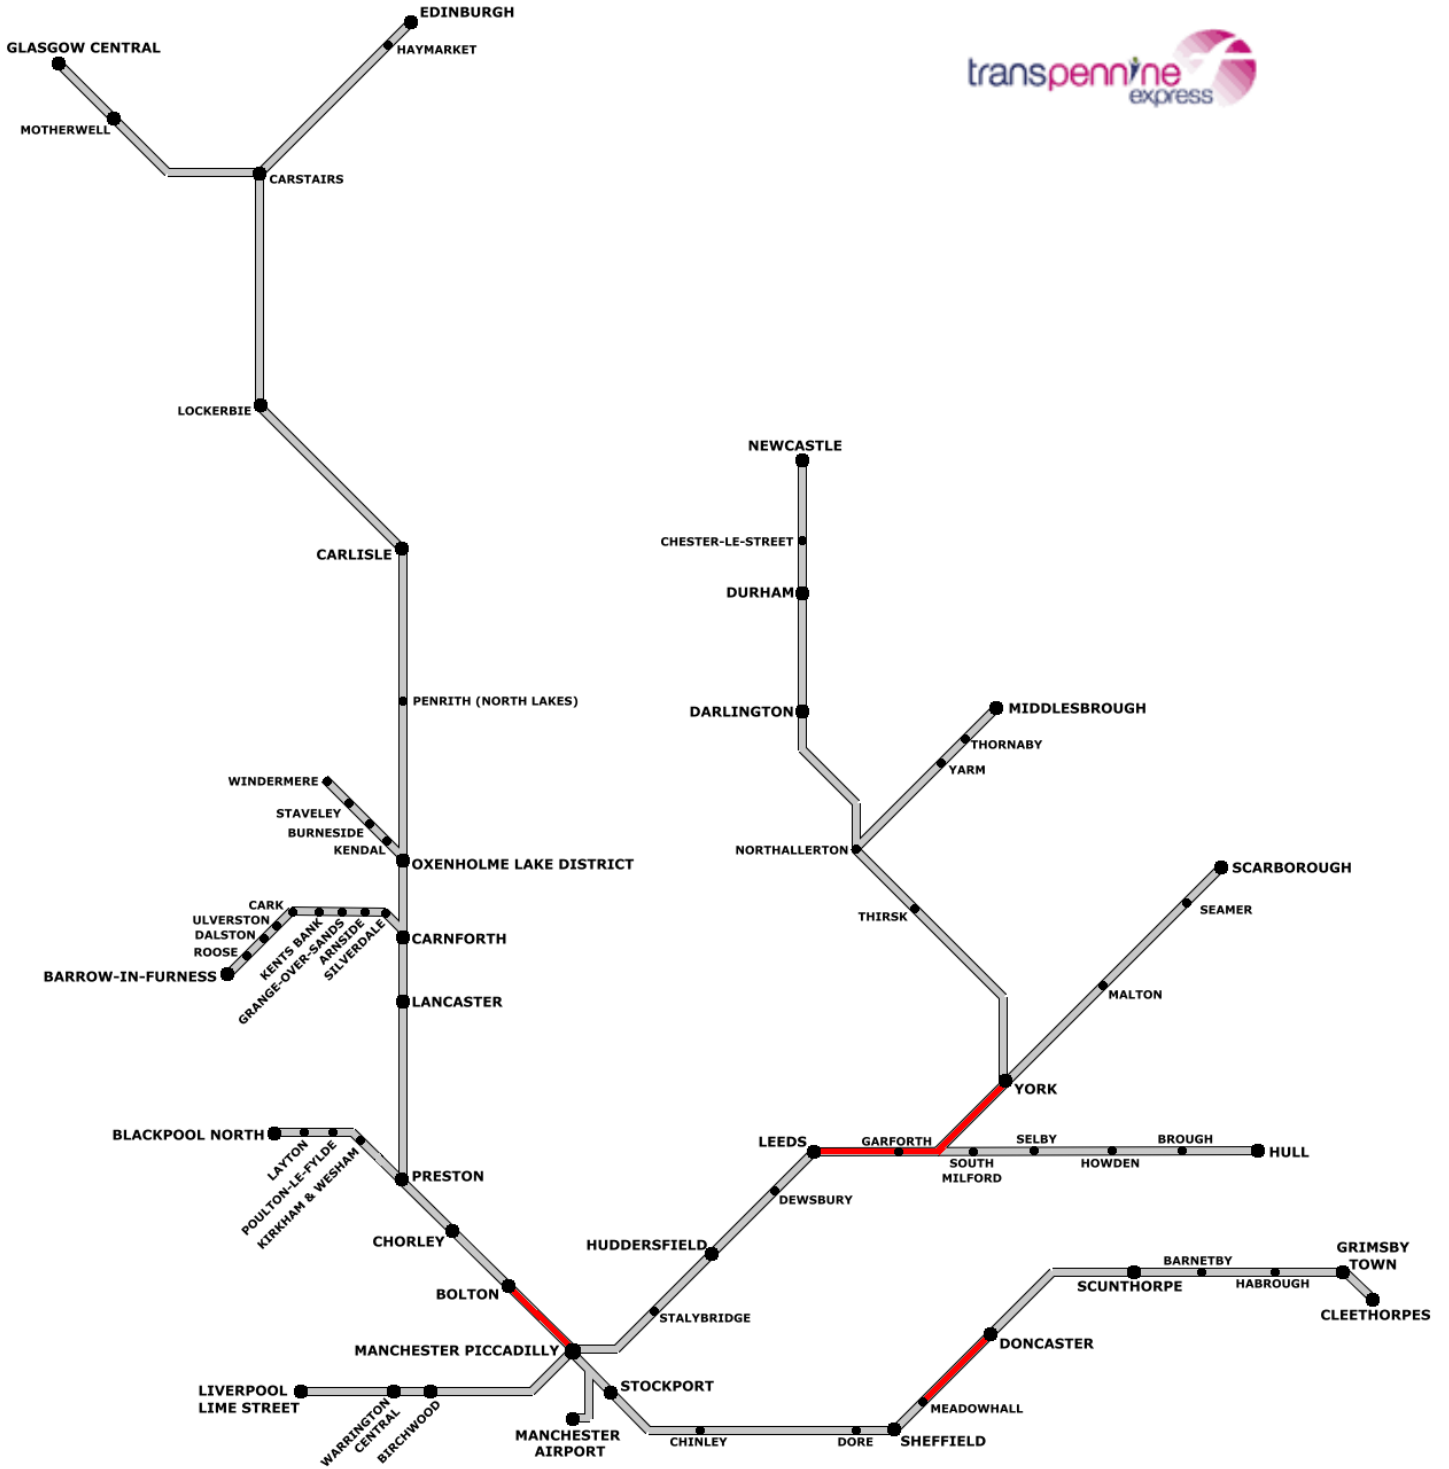 EDINBURGH
HAYMARKET
GLASGOW CENTRAL
MOTHERWELL
CARSTAIRS
transpennine
express
LOCKERBIE
CARLISLE
PENRITH (NORTH LAKES)
WINDERMERE
STAVELEY
BURNESIDE
KENDAL
OXENHOLME LAKE DISTRICT
CARK
ULVERSTON
DALSTON
ROOSE
BARROW-IN-FURNESS
KENTS BANK
GRANGE-OVER-SANDS
ARNSIDE
SILVERDALE
CARNFORTH
LANCASTER
BLACKPOOL NORTH
LAYTON
POULTON-LE-FYLDE
KIRKHAM & WESHAM
PRESTON
CHORLEY
BOLTON
MANCHESTER PICCADILLY
LIVERPOOL
LIME STREET
WARRINGTON
CENTRAL
BIRCHWOOD
MANCHESTER
AIRPORT
STOCKPORT
CHINLEY
DORE
SHEFFIELD
MEADOWHALL
DONCASTER
SCUNTHORPE
BARNETBY
HABROUGH
GRIMSBY
TOWN
CLEETHORPES
STALYBRIDGE
HUDDERSFIELD
DEWSBURY
LEEDS
GARFORTH
SOUTH
MILFORD
SELBY
HOWDEN
BROUGH
HULL
YORK
MALTON
SEAMER
SCARBOROUGH
THIRSK
NORTHALLERTON
YARM
THORNABY
MIDDLESBROUGH
DARLINGTON
DURHAM
CHESTER-LE-STREET
NEWCASTLE